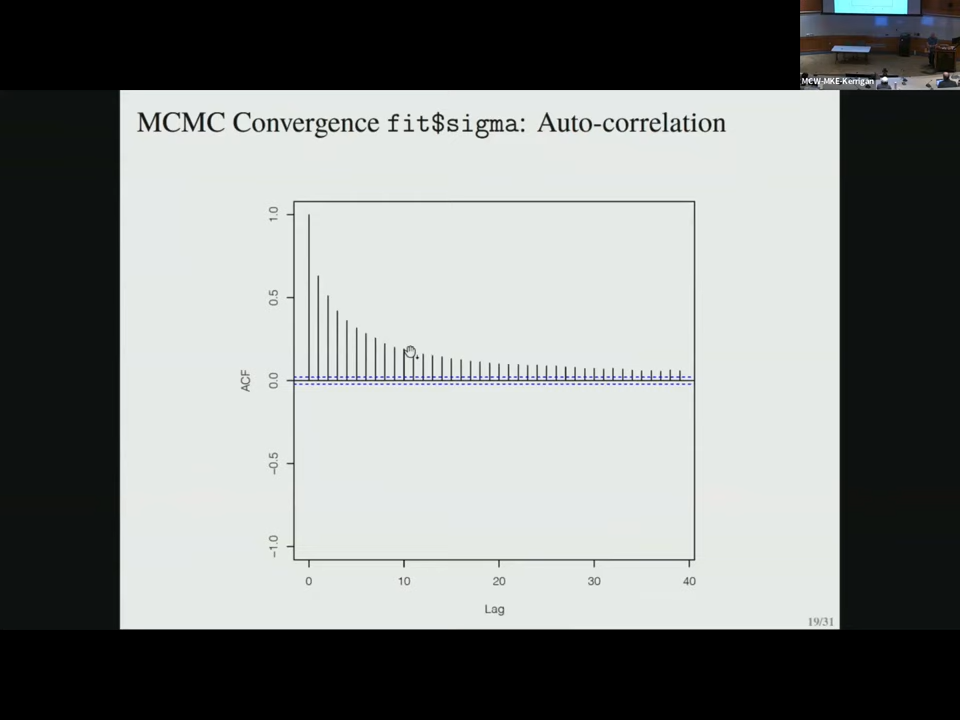 MCW-MKE-Kerrigan
MCMC Convergence fit$sigma: Auto-correlation
1.0
0.5
0.0
−0.5
−1.0
ACF
0 10 20 30 40
Lag
19/31